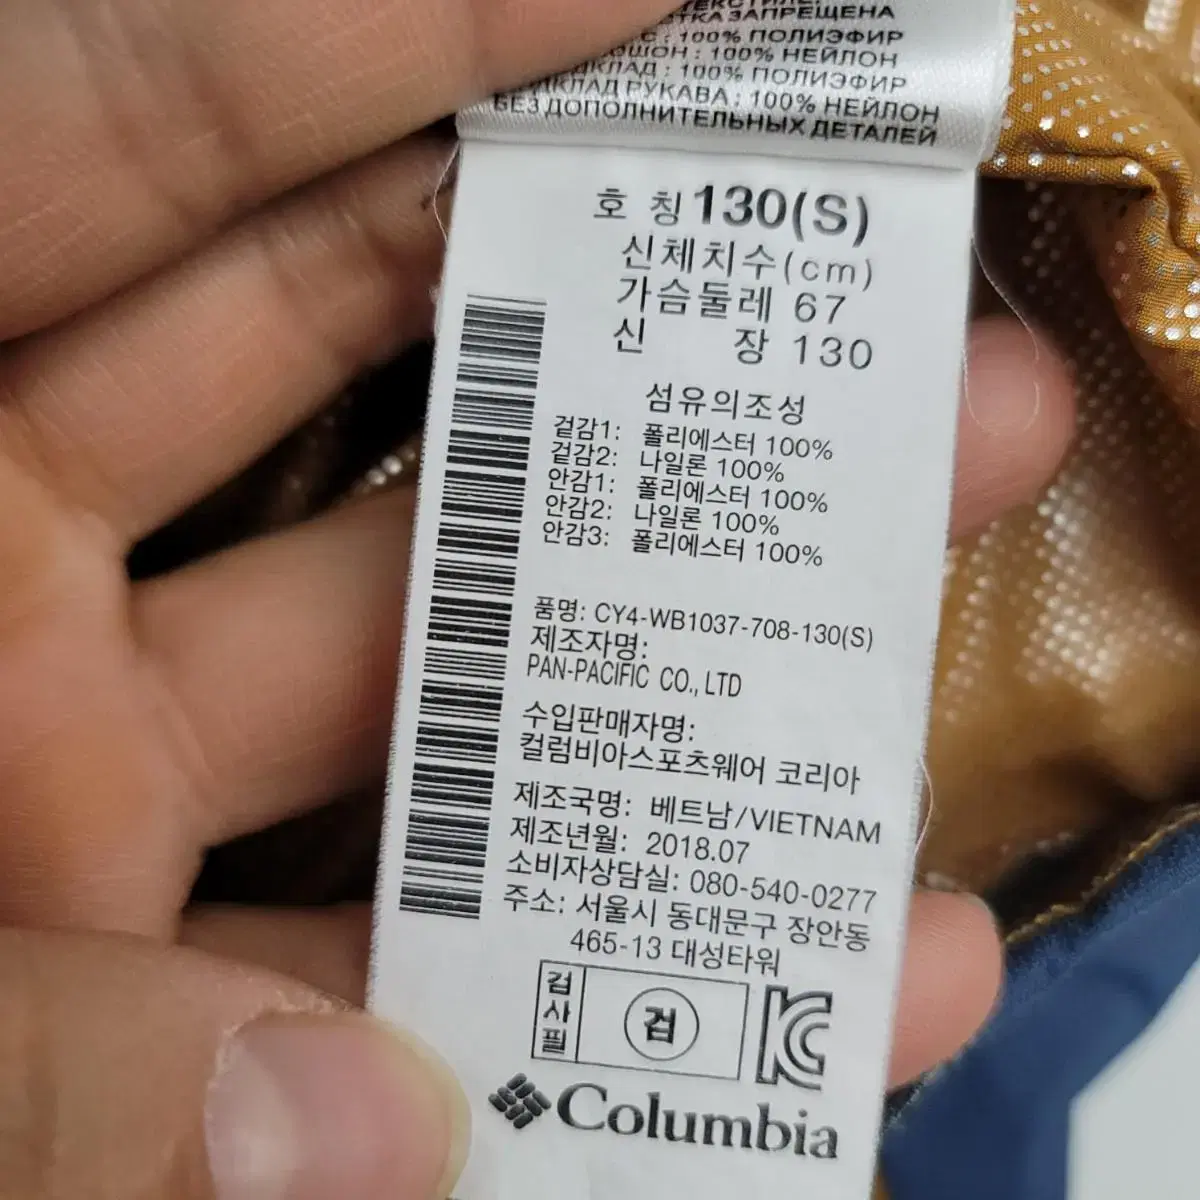 ТКА ЗАПРЕЩЕНА
: 100% ПОЛИЭФИР
: 100% НЕЙЛОН
: 100% ПОЛИЭФИР
РУКАВА : 100% НЕЙЛОН
БЕЗ ДОПОЛНИТЕЛЬНЫХ ДЕТАЛЕЙ
호 칭 130(S)
신체치수(cm)
가슴둘레 67
신 장 130
섬유의조성
겉감1: 폴리에스터 100%
겉감2: 나일론 100%
안감1: 폴리에스터 100%
안감2: 나일론 100%
안감3: 폴리에스터 100%
품명: CY4-WB1037-708-130(S)
제조자명:
PAN-PACIFIC CO., LTD
수입판매자명:
컬럼비아스포츠웨어 코리아
제조국명: 베트남/VIETNAM
제조년월: 2018.07
소비자상담실: 080-540-0277
주소: 서울시 동대문구 장안동
465-13 대성타워
검사필 검 KC
Columbia